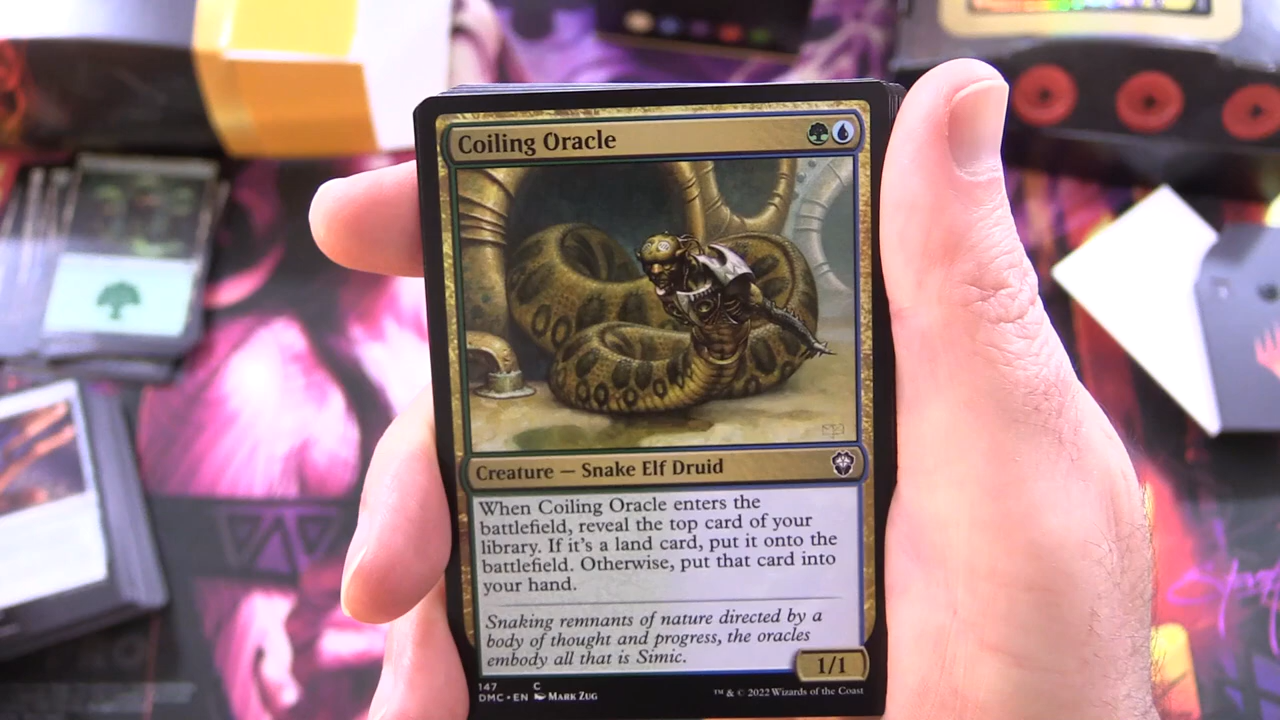 Coiling Oracle
Creature — Snake Elf Druid
When Coiling Oracle enters the
battlefield, reveal the top card of your
library. If it's a land card, put it onto the
battlefield. Otherwise, put that card into
your hand.
Snaking remnants of nature directed by a
body of thought and progress, the oracles
embody all that is Simic.
1/1
147 C
DMC • EN MARK ZUG
™ & © 2022 Wizards of the Coast